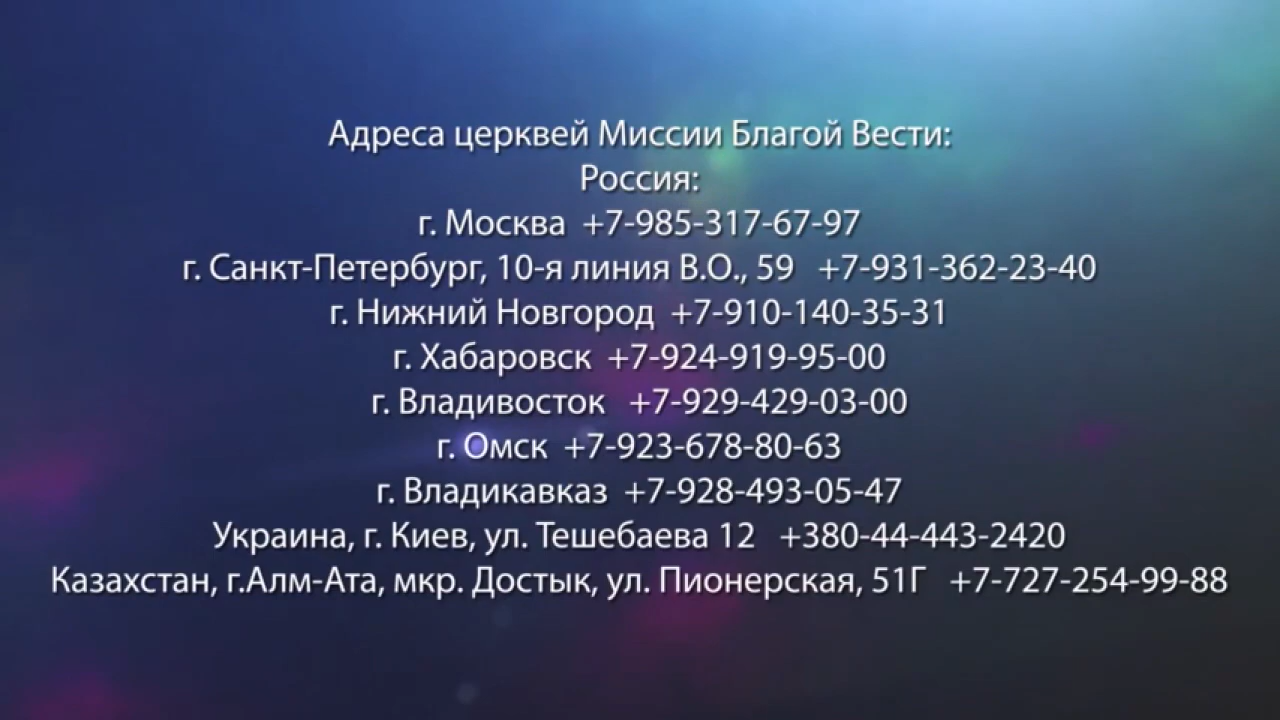 Адреса церквей Миссии Благой Вести:
Россия:
г. Москва +7-985-317-67-97
г. Санкт-Петербург, 10-я линия В.О., 59 +7-931-362-23-40
г. Нижний Новгород +7-910-140-35-31
г. Хабаровск +7-924-919-95-00
г. Владивосток +7-929-429-03-00
г. Омск +7-923-678-80-63
г. Владикавказ +7-928-493-05-47
Украина, г. Киев, ул. Тешебаева 12 +380-44-443-2420
Казахстан, г.Алм-Ата, мкр. Достык, ул. Пионерская, 51Г +7-727-254-99-88